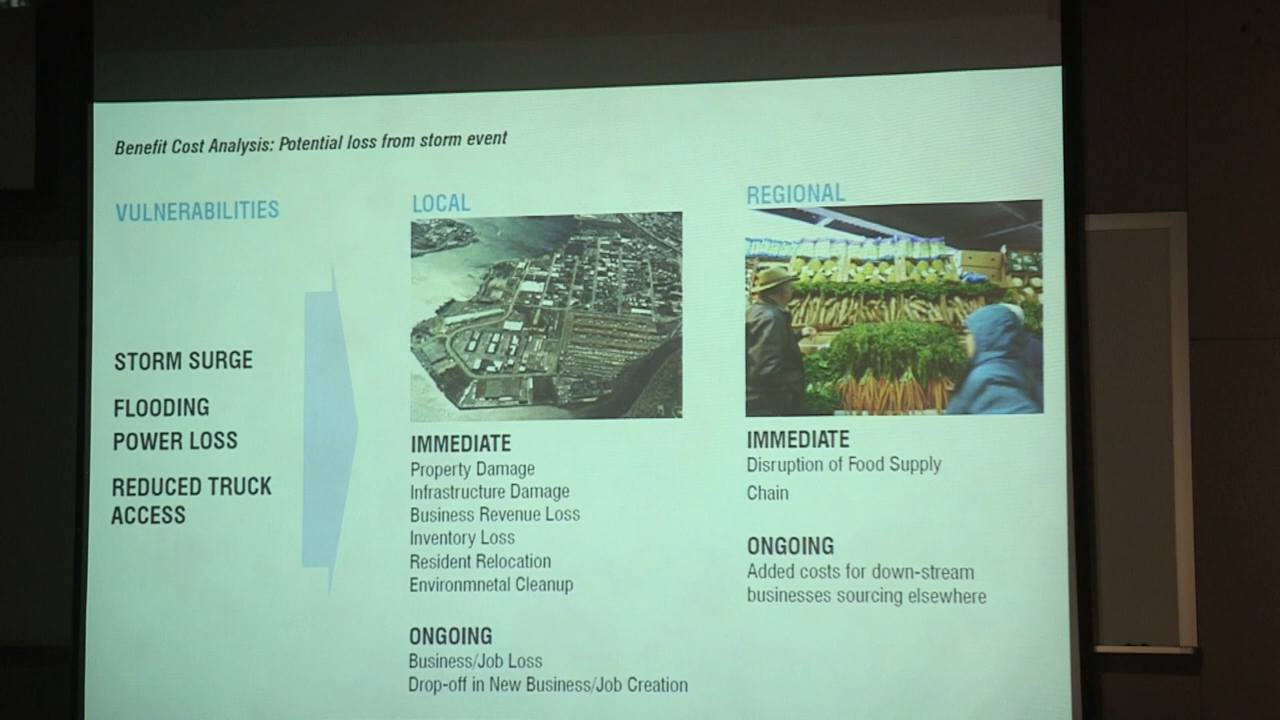 Benefit Cost Analysis: Potential loss from storm event
VULNERABILITIES
STORM SURGE
FLOODING
POWER LOSS
REDUCED TRUCK
ACCESS
LOCAL
IMMEDIATE
Property Damage
Infrastructure Damage
Business Revenue Loss
Inventory Loss
Resident Relocation
Environmnetal Cleanup
ONGOING
Business/Job Loss
Drop-off in New Business/Job Creation
REGIONAL
IMMEDIATE
Disruption of Food Supply
Chain
ONGOING
Added costs for down-stream
businesses sourcing elsewhere